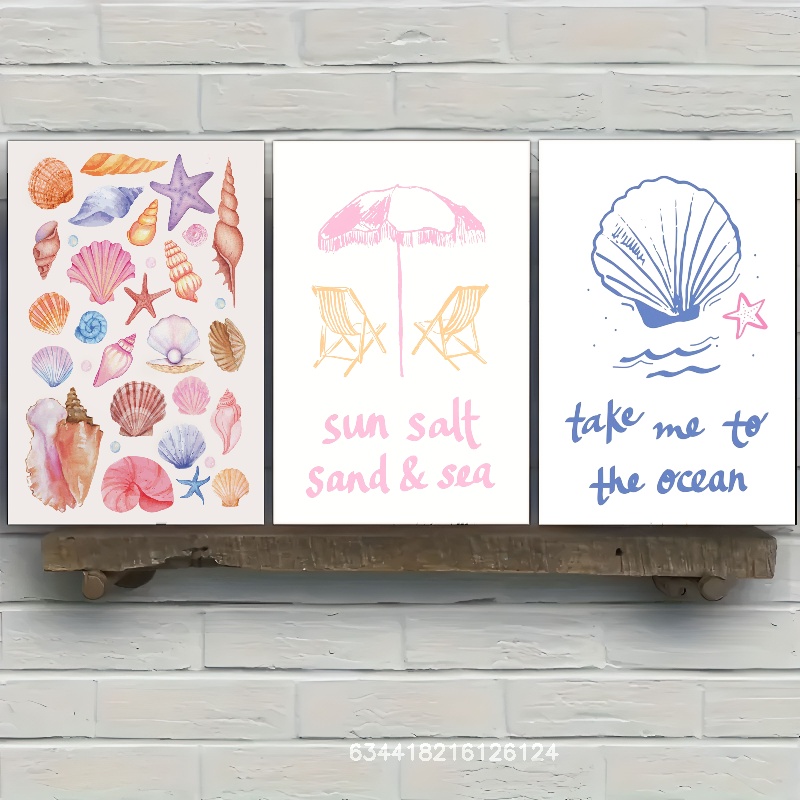 sun salt
sand & sea
take me to
the ocean
634418216126124